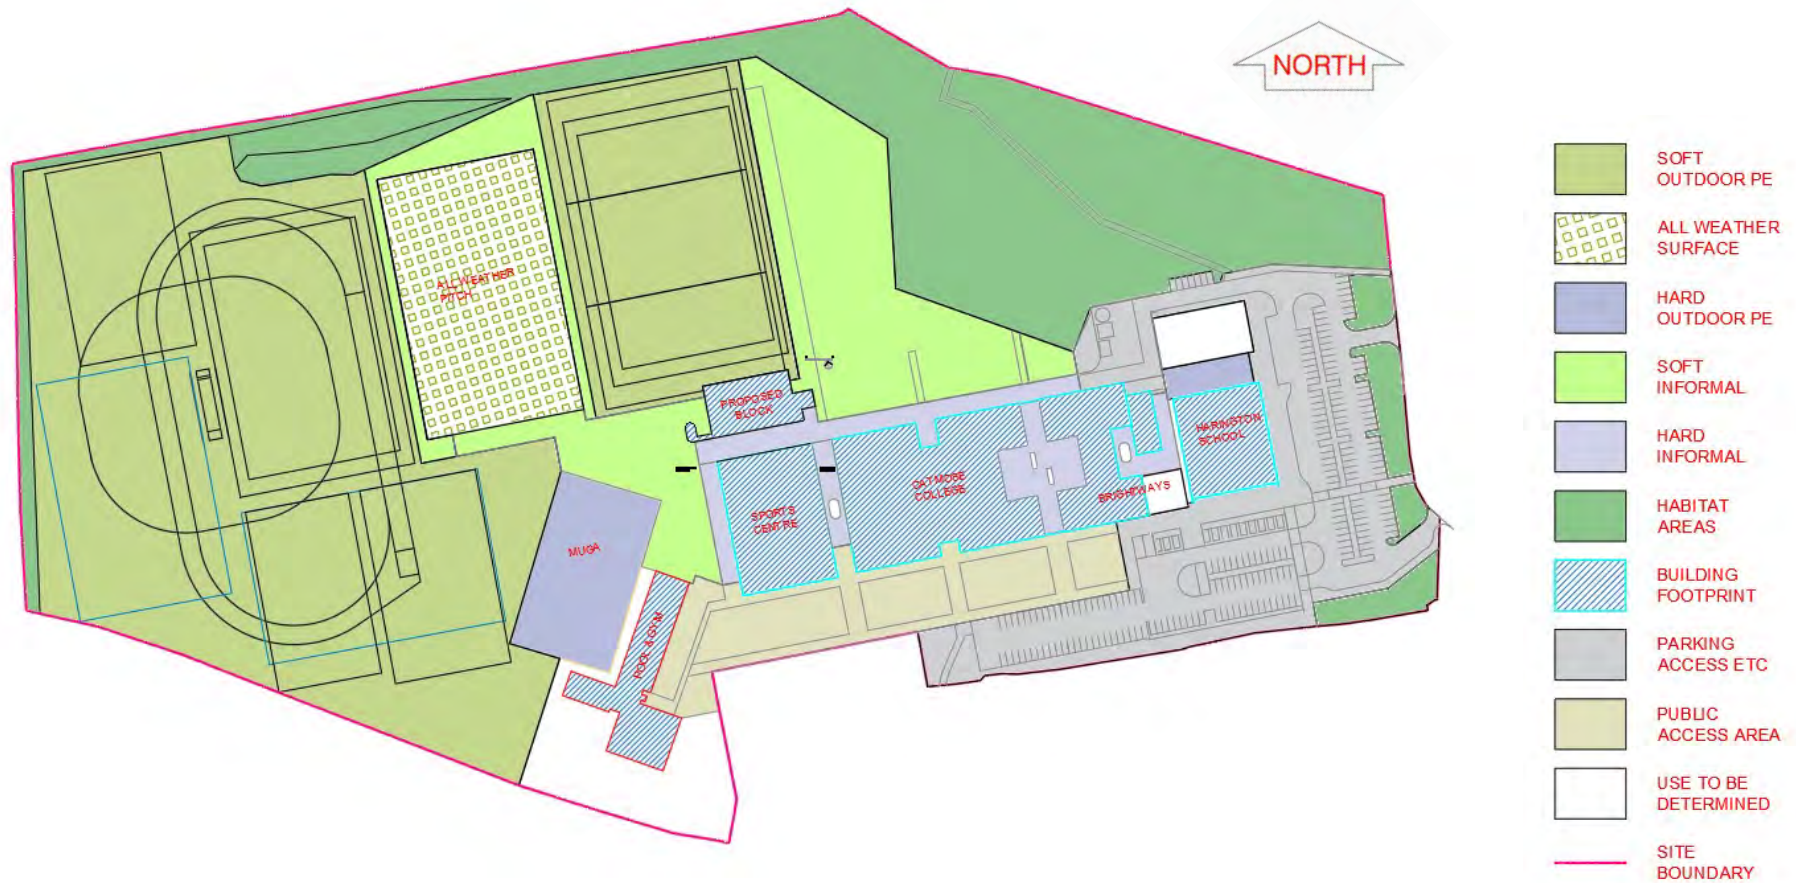 NORTH
ALL WEATHER
PITCH
PROPOSED
BLOCK
HARINGTON
SCHOOL
CATMOSE
COLLEGE
BRIGHTWAYS
SPORTS
CENTRE
MUGA
POOL & GYM
SOFT
OUTDOOR PE
ALL WEATHER
SURFACE
HARD
OUTDOOR PE
SOFT
INFORMAL
HARD
INFORMAL
HABITAT
AREAS
BUILDING
FOOTPRINT
PARKING
ACCESS ETC
PUBLIC
ACCESS AREA
USE TO BE
DETERMINED
SITE
BOUNDARY